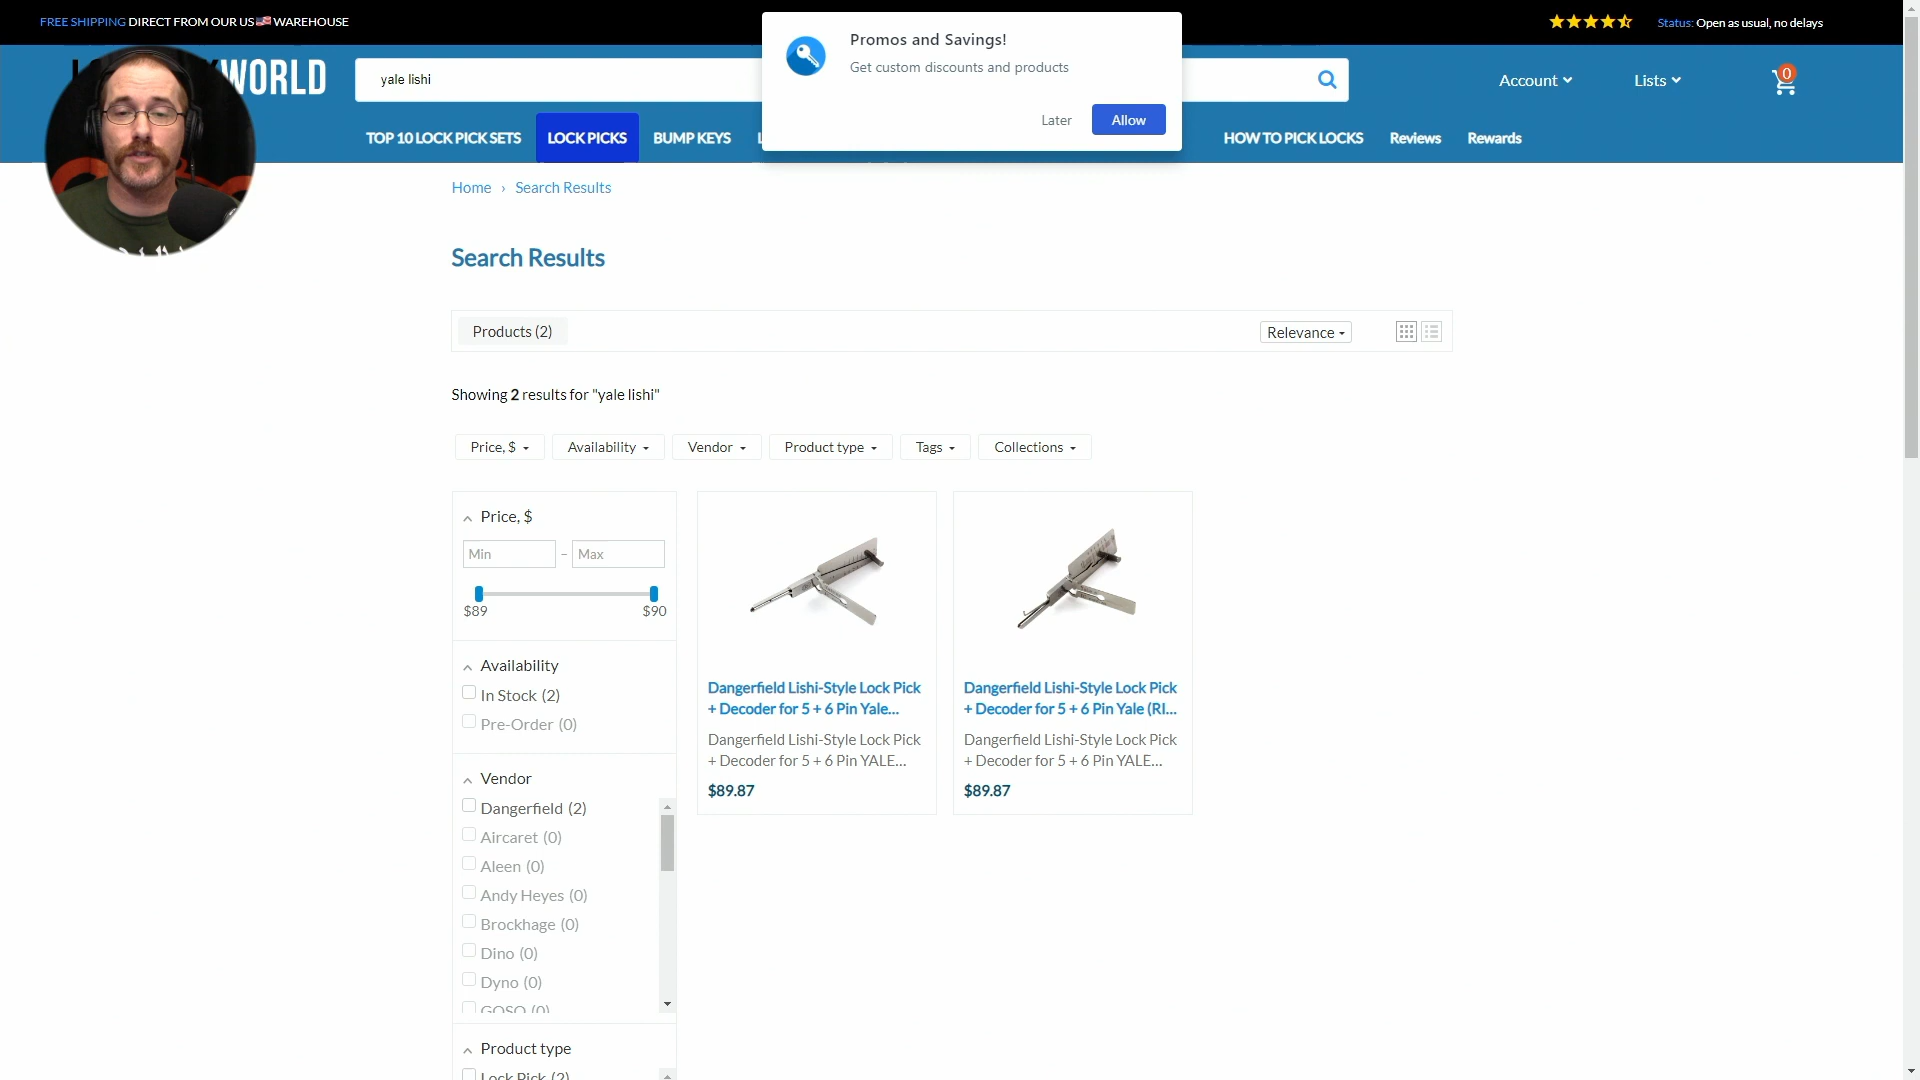 FREE SHIPPING DIRECT FROM OUR US WAREHOUSE
Status: Open as usual, no delays
Promos and Savings!
Get custom discounts and products
Later
Allow
WORLD
yale lishi
Account
Lists
0
TOP 10 LOCK PICK SETS
LOCK PICKS
BUMP KEYS
HOW TO PICK LOCKS
Reviews
Rewards
Home › Search Results
Search Results
Products (2)
Relevance
Showing 2 results for "yale lishi"
Price, $
Availability
Vendor
Product type
Tags
Collections
Price, $
Min – Max
$89
$90
Availability
In Stock (2)
Pre-Order (0)
Vendor
Dangerfield (2)
Aircaret (0)
Aleen (0)
Andy Heyes (0)
Brockhage (0)
Dino (0)
Dyno (0)
GOSO (0)
Product type
Lock Pick (2)
Dangerfield Lishi-Style Lock Pick
+ Decoder for 5 + 6 Pin Yale...
Dangerfield Lishi-Style Lock Pick
+ Decoder for 5 + 6 Pin YALE...
$89.87
Dangerfield Lishi-Style Lock Pick
+ Decoder for 5 + 6 Pin Yale (RI...
Dangerfield Lishi-Style Lock Pick
+ Decoder for 5 + 6 Pin YALE...
$89.87